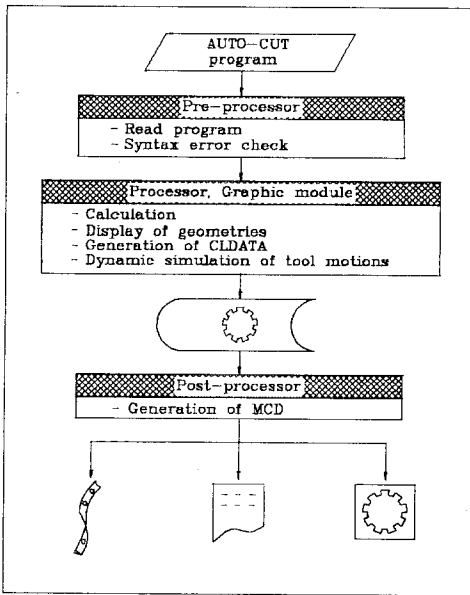 AUTO-CUT
program
Pre-processor
- Read program
- Syntax error check
Processor, Graphic module
- Calculation
- Display of geometries
- Generation of CLDATA
- Dynamic simulation of tool motions
Post-processor
- Generation of MCD